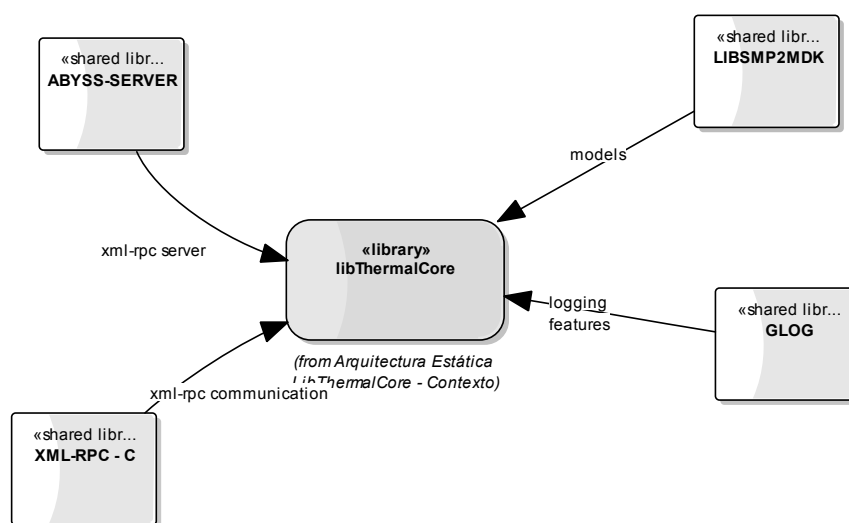 «shared libr...
ABYSS-SERVER
«shared libr...
LIBSMP2MDK
models
xml-rpc server
«library»
libThermalCore
logging
features
«shared libr...
GLOG
(from Arquitectura Estática
LibThermalCore - Contexto)
xml-rpc communication
«shared libr...
XML-RPC - C